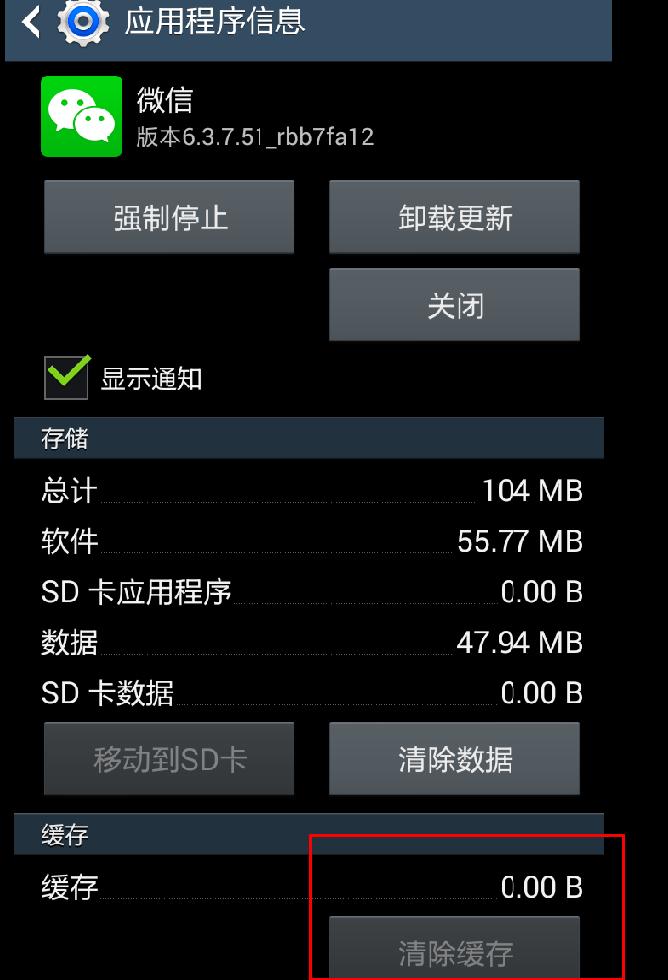 应用程序信息
微信
版本6.3.7.51_rbb7fa12
强制停止
卸载更新
关闭
显示通知
存储
总计 104 MB
软件 55.77 MB
SD 卡应用程序 0.00 B
数据 47.94 MB
SD 卡数据 0.00 B
移动到SD卡
清除数据
缓存
缓存 0.00 B
清除缓存